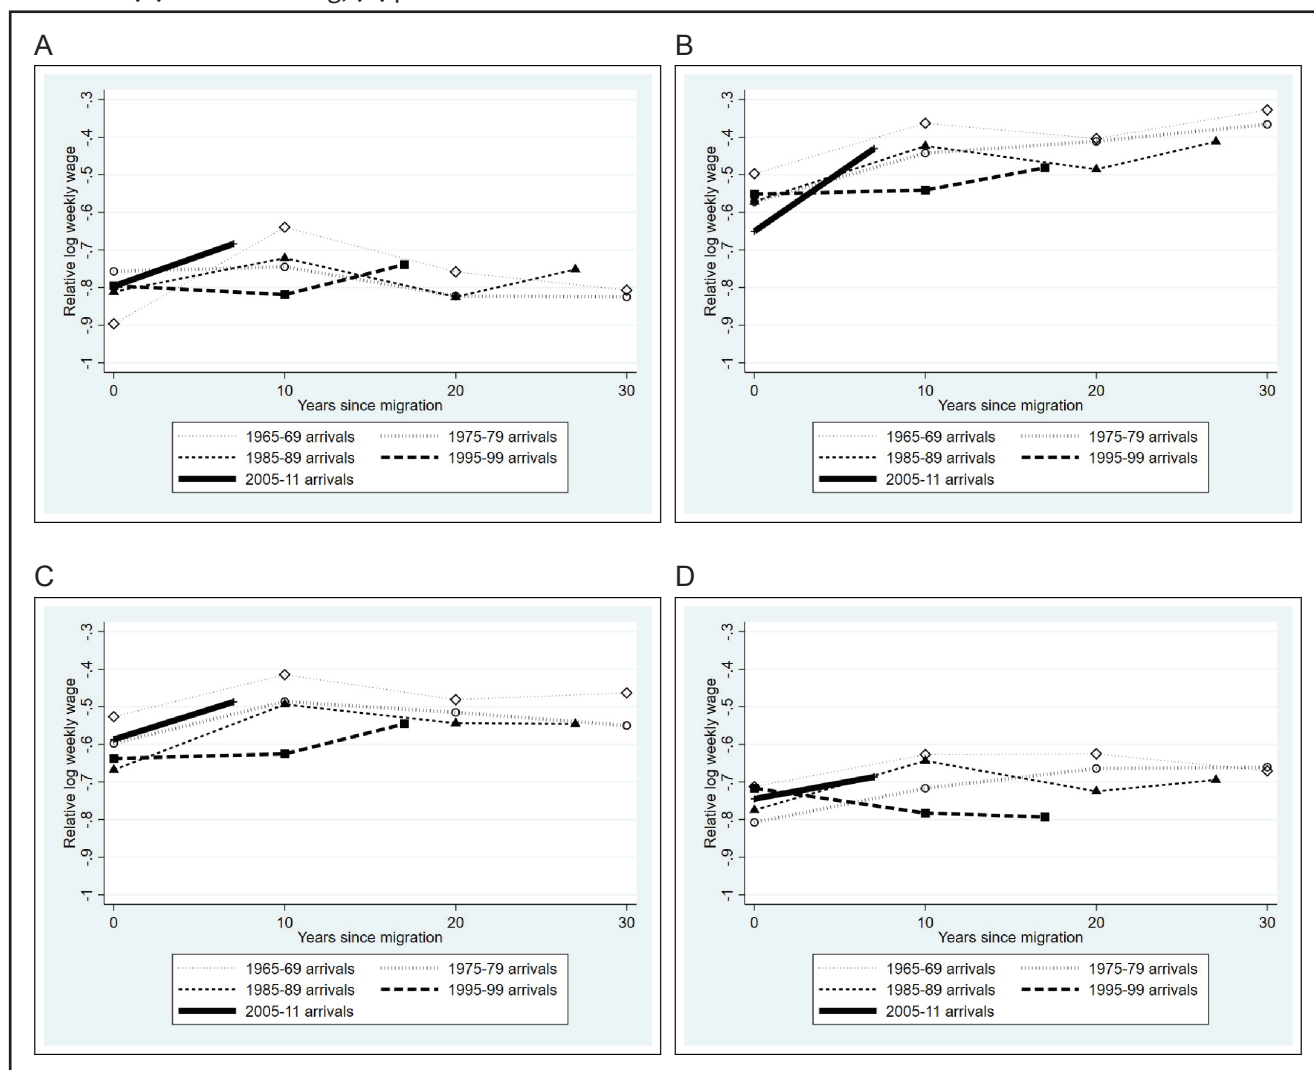 A
Relative log weekly wage
-.3
-.4
-.5
-.6
-.7
-.8
-.9
-1
0 10 20 30
Years since migration
1965-69 arrivals 1975-79 arrivals
1985-89 arrivals 1995-99 arrivals
2005-11 arrivals
B
Relative log weekly wage
-.3
-.4
-.5
-.6
-.7
-.8
-.9
-1
0 10 20 30
Years since migration
1965-69 arrivals 1975-79 arrivals
1985-89 arrivals 1995-99 arrivals
2005-11 arrivals
C
Relative log weekly wage
-.3
-.4
-.5
-.6
-.7
-.8
-.9
-1
0 10 20 30
Years since migration
1965-69 arrivals 1975-79 arrivals
1985-89 arrivals 1995-99 arrivals
2005-11 arrivals
D
Relative log weekly wage
-.3
-.4
-.5
-.6
-.7
-.8
-.9
-1
0 10 20 30
Years since migration
1965-69 arrivals 1975-79 arrivals
1985-89 arrivals 1995-99 arrivals
2005-11 arrivals